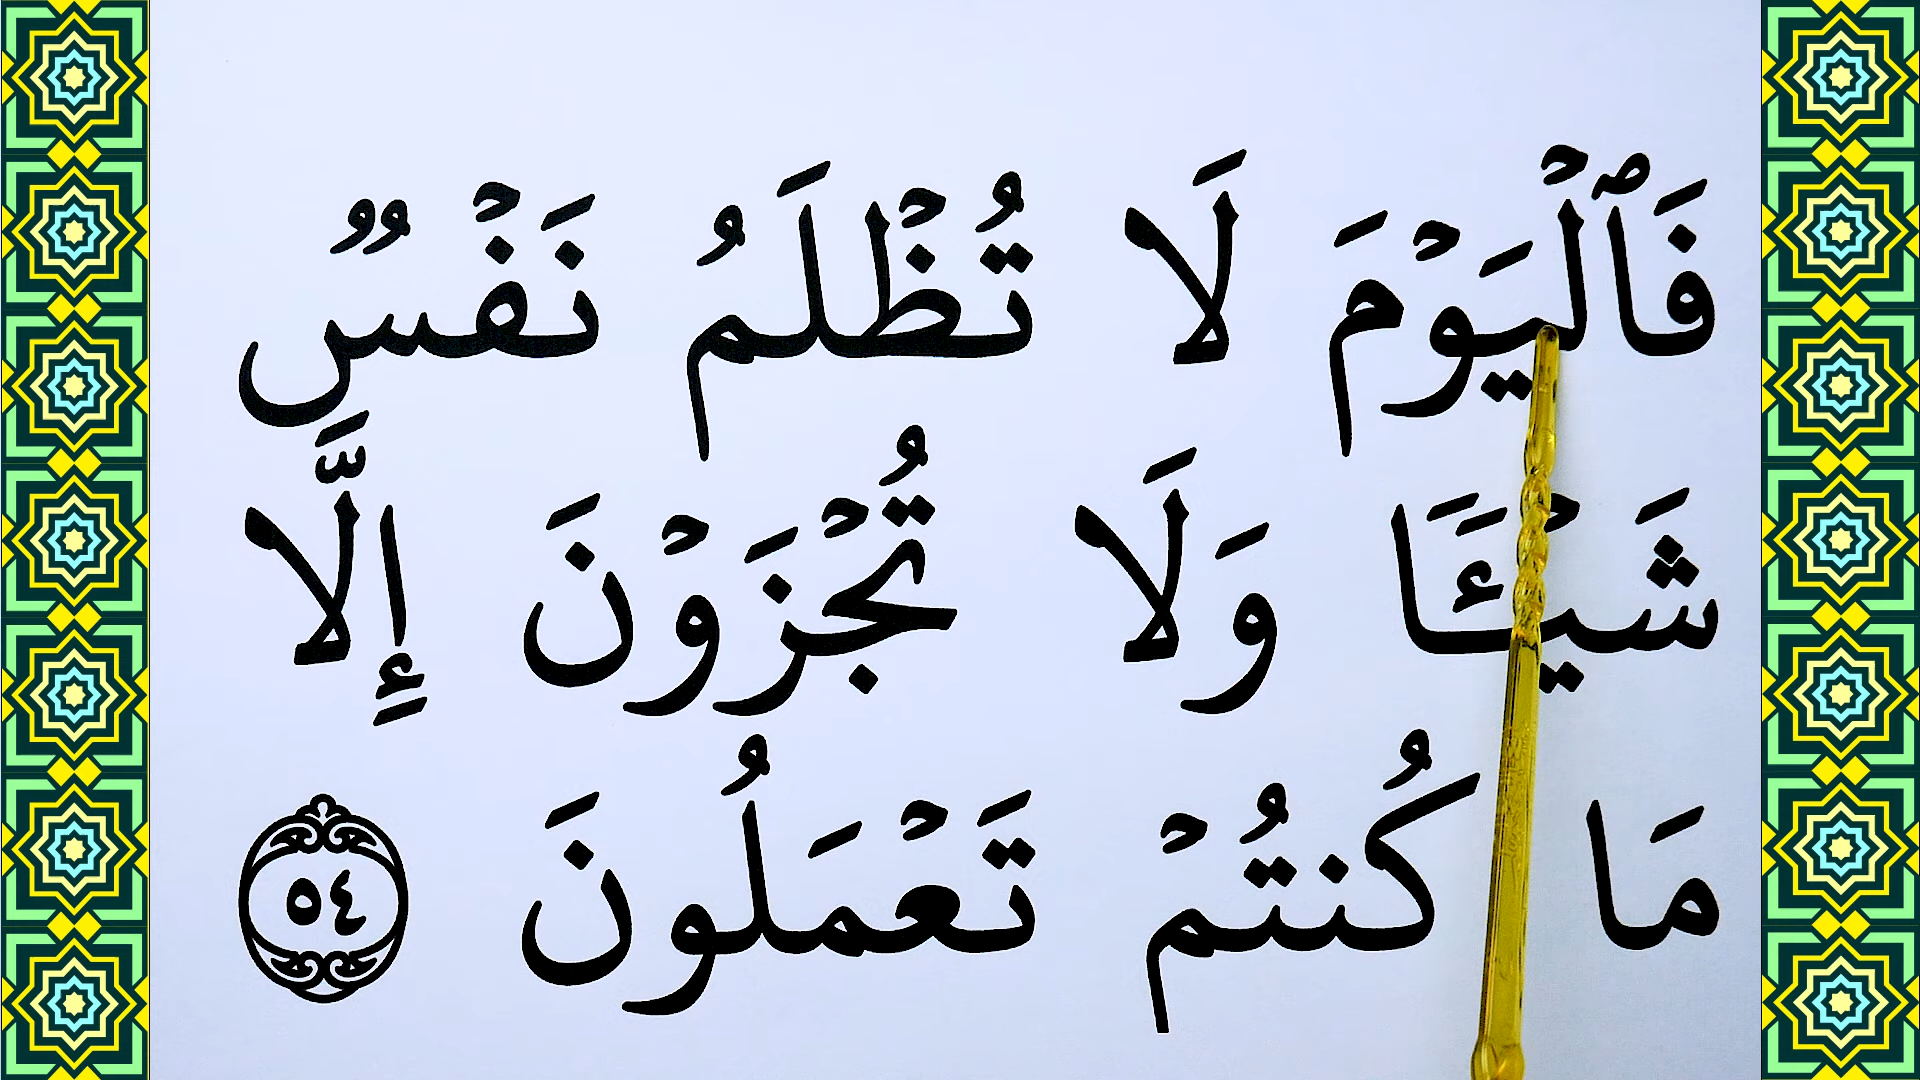 فَٱلْيَوْمَ لَا تُظْلَمُ نَفْسٌ
شَيْـًٔا وَلَا تُجْزَوْنَ إِلَّا
مَا كُنتُمْ تَعْمَلُونَ ٥٤